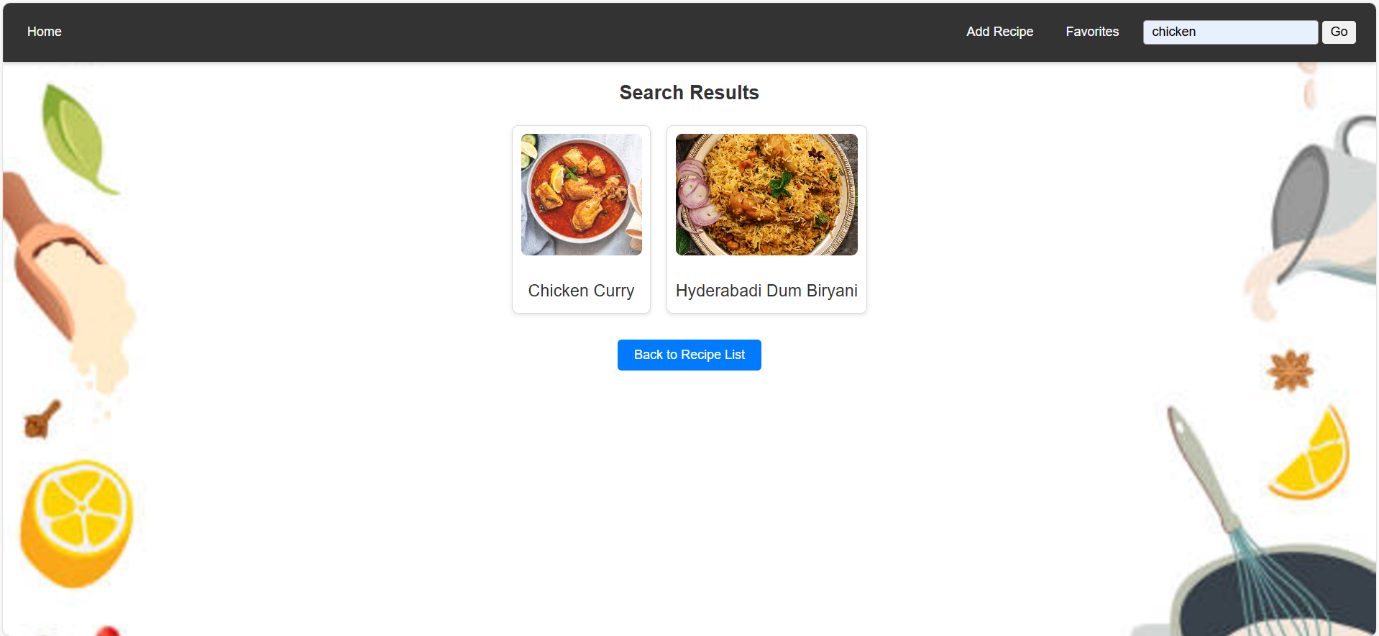 Home Add Recipe Favorites chicken Go
Search Results
Chicken Curry Hyderabadi Dum Biryani
Back to Recipe List